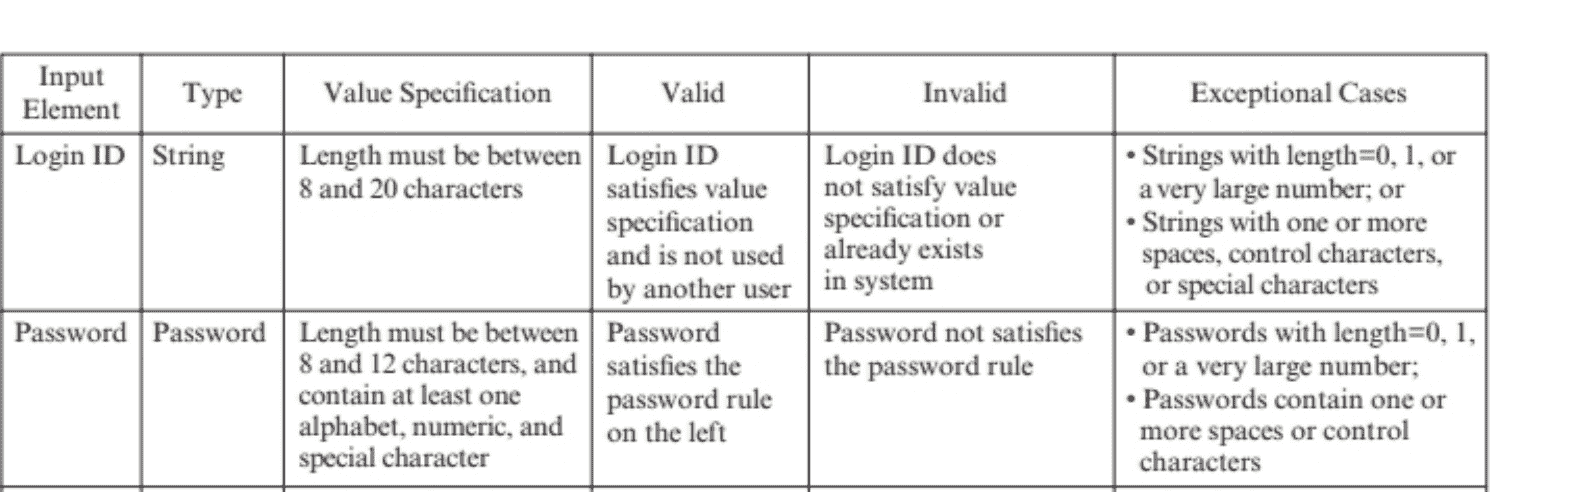 Input
Element
Type
Value Specification
Valid
Invalid
Exceptional Cases
Login ID
String
Length must be between
8 and 20 characters
Login ID
satisfies value
specification
and is not used
by another user
Login ID does
not satisfy value
specification or
already exists
in system
• Strings with length=0, 1, or
a very large number; or
• Strings with one or more
spaces, control characters,
or special characters
Password
Password
Length must be between
8 and 12 characters, and
contain at least one
alphabet, numeric, and
special character
Password
satisfies the
password rule
on the left
Password not satisfies
the password rule
• Passwords with length=0, 1,
or a very large number;
• Passwords contain one or
more spaces or control
characters